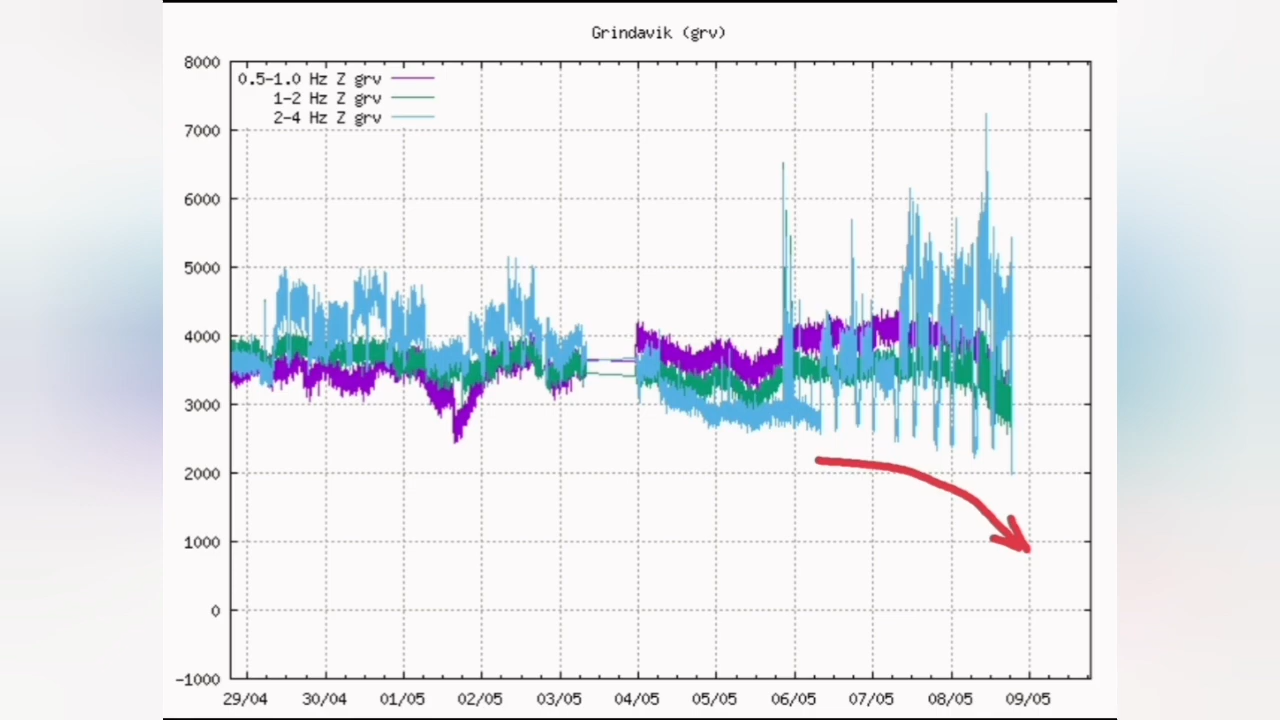 Grindavik (grv)
8000
0.5-1.0 Hz Z grv
1-2 Hz Z grv
2-4 Hz Z grv
7000
6000
5000
4000
3000
2000
1000
0
-1000
29/04 30/04 01/05 02/05 03/05 04/05 05/05 06/05 07/05 08/05 09/05